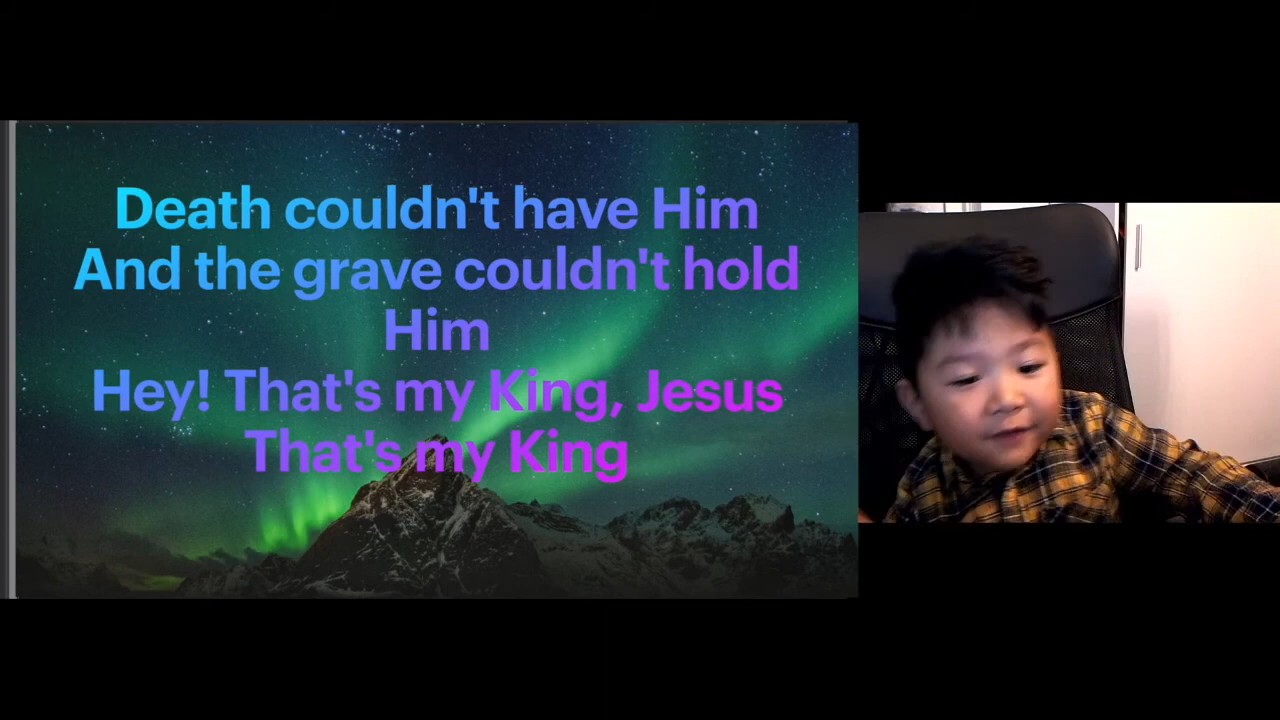 Death couldn't have Him
And the grave couldn't hold
Him
Hey! That's my King, Jesus
That's my King